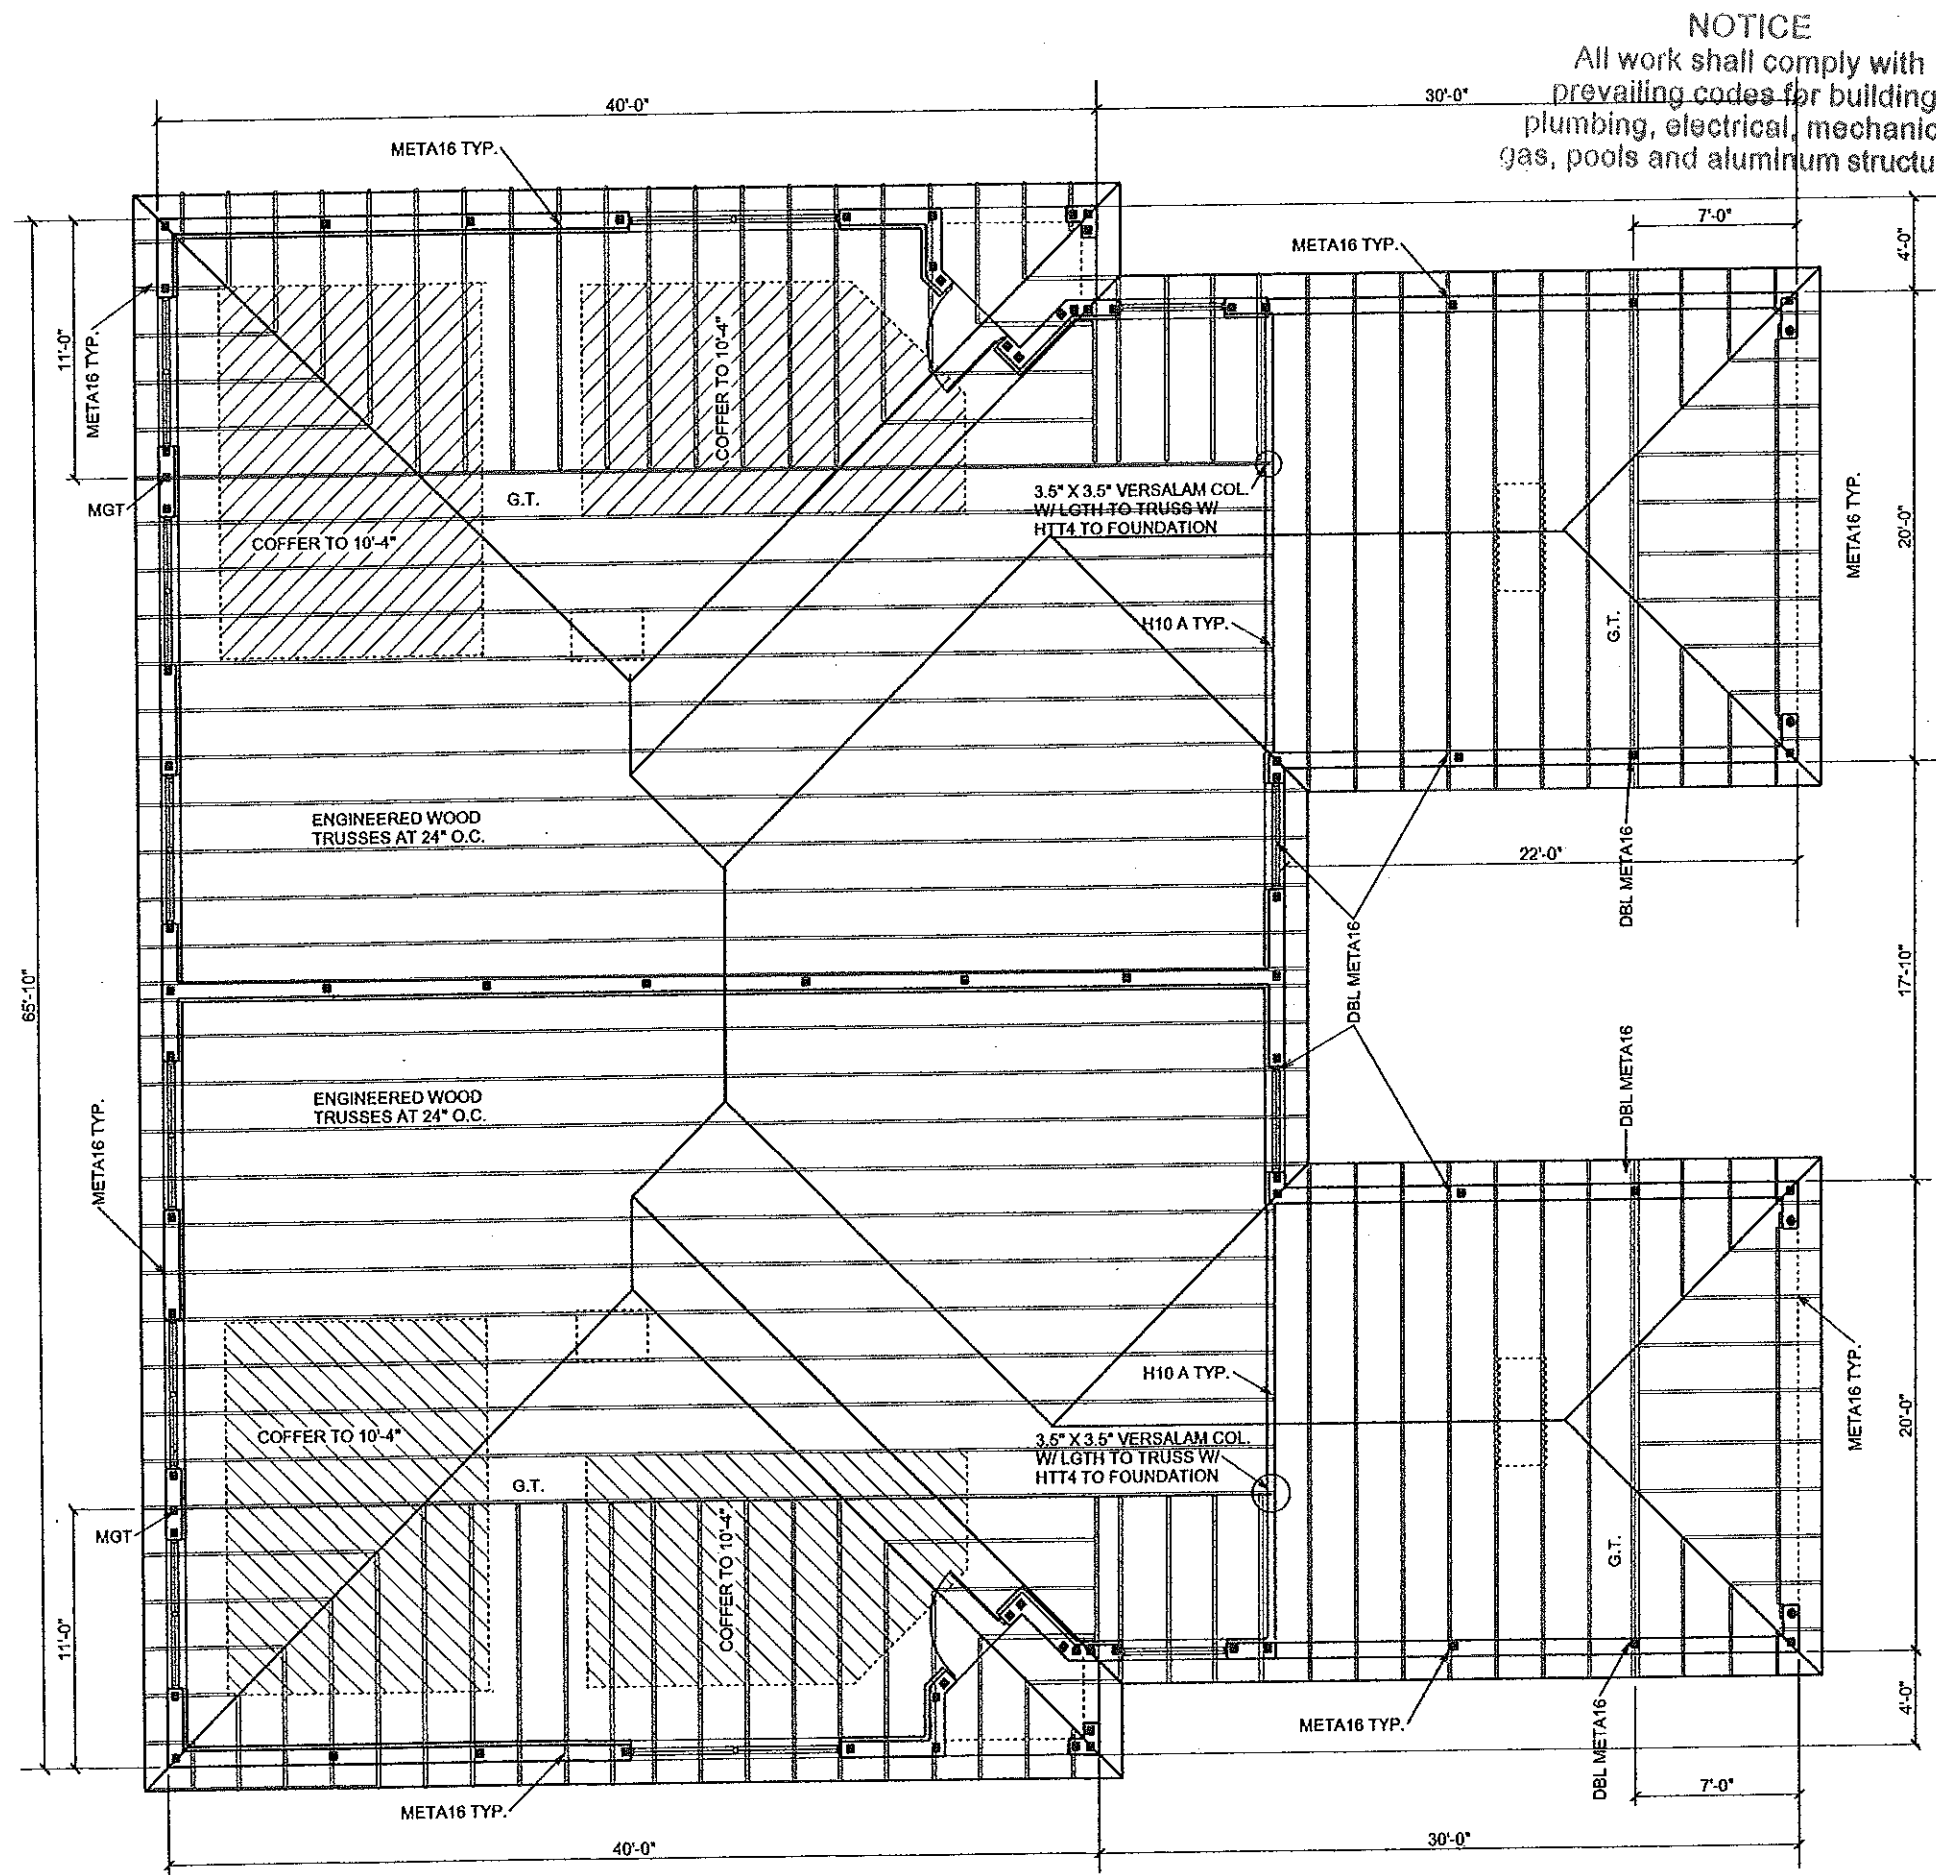 NOTICE
All work shall comply with
prevailing codes for building
plumbing, electrical, mechanic
gas, pools and aluminum structu
40'-0"
30'-0"
META16 TYP.
7'-0"
4'-0"
META16 TYP.
11'-0"
META16 TYP.
COFFER TO 10'-4"
MGT
G.T.
3.5" X 3.5" VERSALAM COL.
W/ LGTH TO TRUSS W/
HTT4 TO FOUNDATION
COFFER TO 10'-4"
META16 TYP.
20'-0"
H10 A TYP.
G.T.
ENGINEERED WOOD
TRUSSES AT 24" O.C.
22'-0"
DBL META16
65'-10"
DBL META16
17'-10"
DBL META16
ENGINEERED WOOD
TRUSSES AT 24" O.C.
META16 TYP.
H10 A TYP.
META16 TYP.
20'-0"
COFFER TO 10'-4"
3.5" X 3.5" VERSALAM COL.
W/ LGTH TO TRUSS W/
HTT4 TO FOUNDATION
G.T.
MGT
COFFER TO 10'-4"
G.T.
11'-0"
META16 TYP.
DBL META16
4'-0"
7'-0"
META16 TYP.
40'-0"
30'-0"